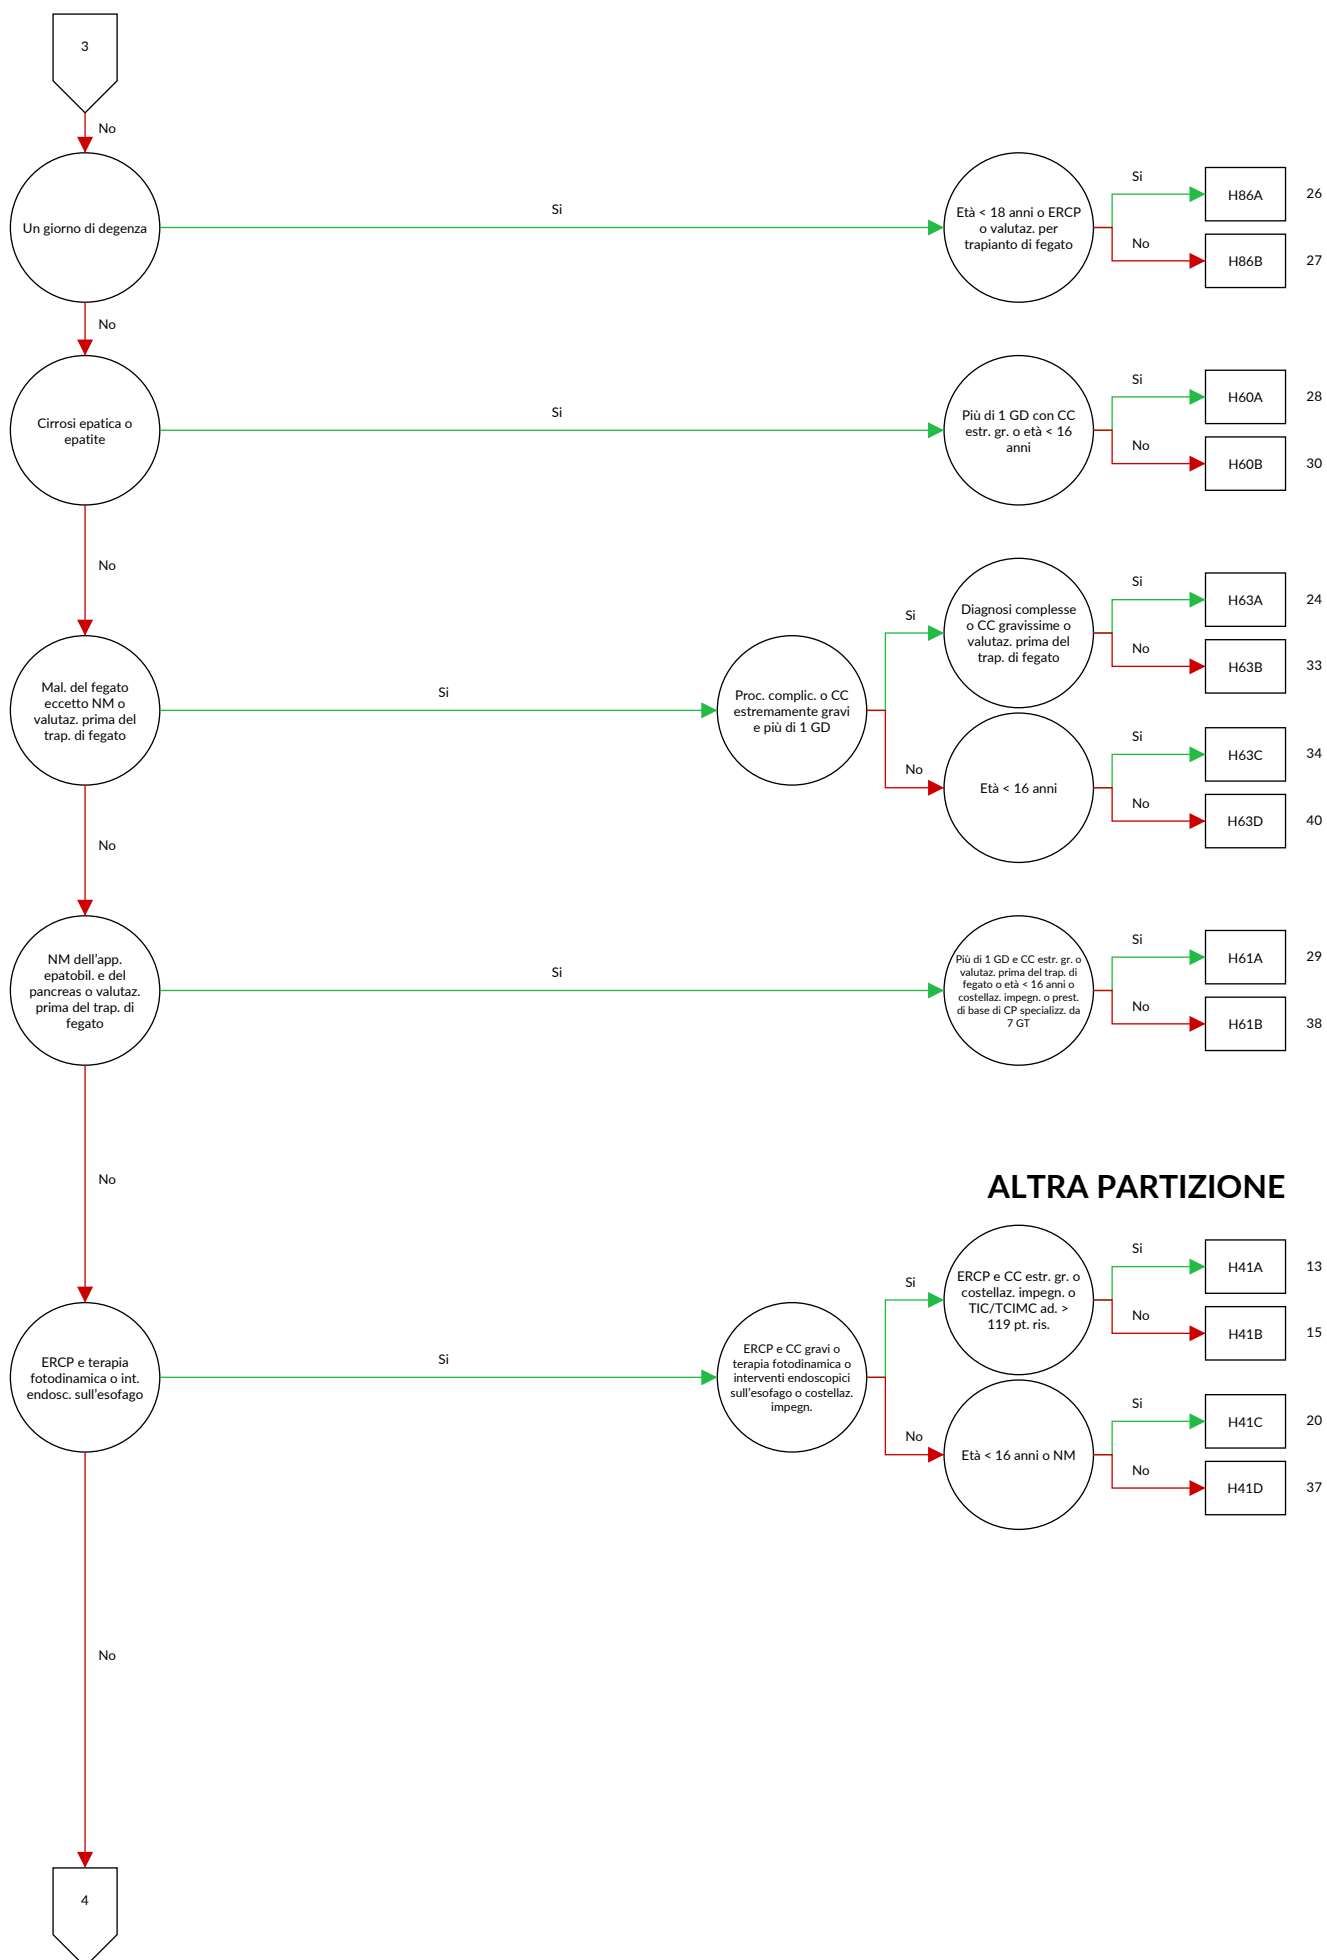 3
No
Un giorno di degenza
Si
Età < 18 anni o ERCP
o valutaz. per
trapianto di fegato
Si
H86A
26
No
H86B
27
No
Cirrosi epatica o
epatite
Si
Più di 1 GD con CC
estr. gr. o età < 16
anni
Si
H60A
28
No
H60B
30
No
Mal. del fegato
eccetto NM o
valutaz. prima del
trap. di fegato
Si
Proc. complic. o CC
estremamente gravi
e più di 1 GD
Si
Diagnosi complesse
o CC gravissime o
valutaz. prima del
trap. di fegato
Si
H63A
24
No
H63B
33
No
Età < 16 anni
Si
H63C
34
No
H63D
40
No
NM dell'app.
epatobil. e del
pancreas o valutaz.
prima del trap. di
fegato
Si
Più di 1 GD e CC estr. gr. o
valutaz. prima del trap. di
fegato o età < 16 anni o
costellaz. impegn. o prest.
di base di CP specializz. da
7 GT
Si
H61A
29
No
H61B
38
No
ALTRA PARTIZIONE
ERCP e terapia
fotodinamica o int.
endosc. sull'esofago
Si
ERCP e CC gravi o
terapia fotodinamica o
interventi endoscopici
sull'esofago o costellaz.
impegn.
Si
ERCP e CC estr. gr. o
costellaz. impegn. o
TIC/TCIMC ad. >
119 pt. ris.
Si
H41A
13
No
H41B
15
No
Età < 16 anni o NM
Si
H41C
20
No
H41D
37
No
4